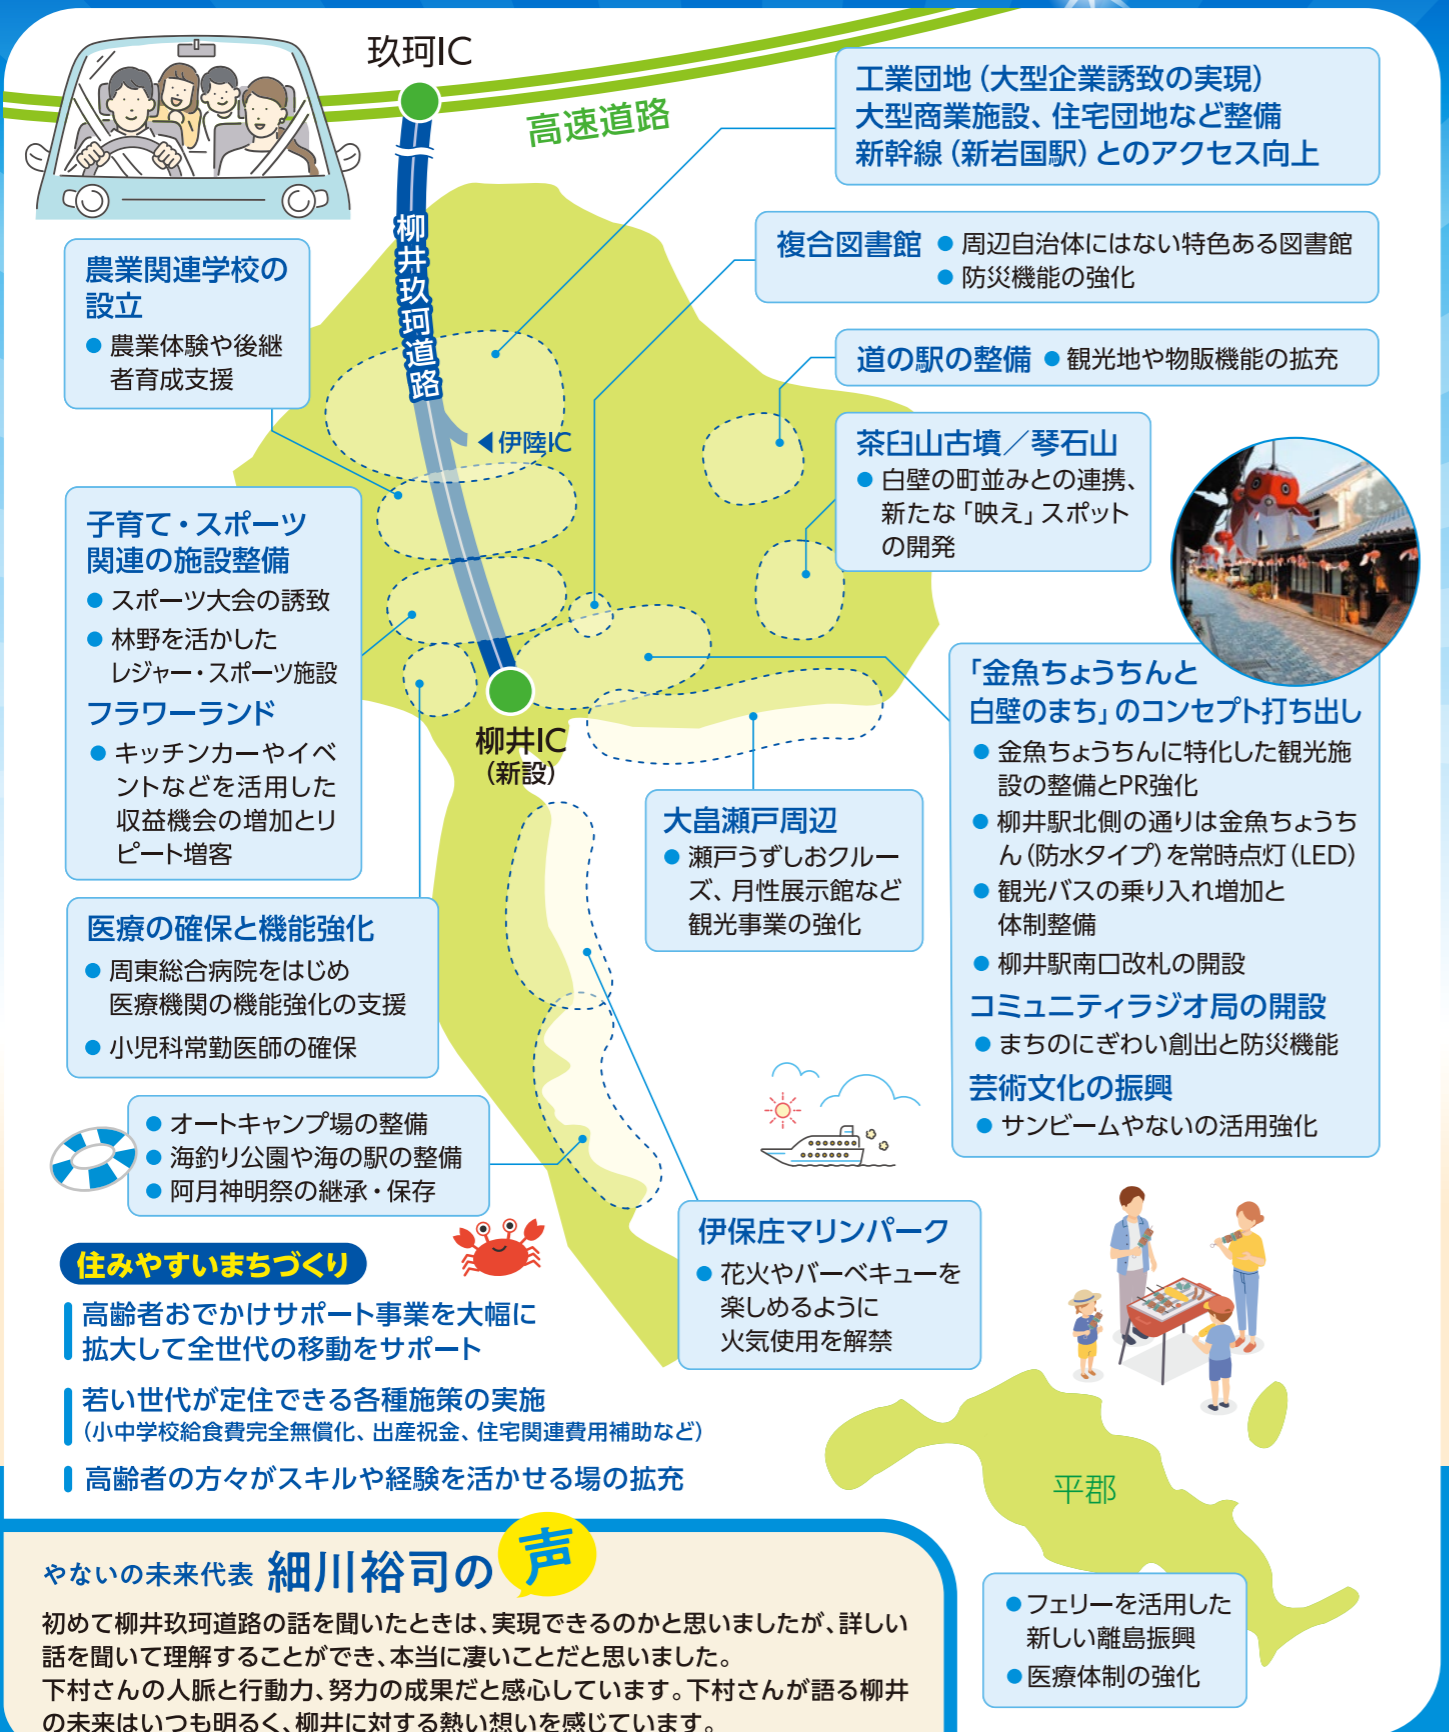 玖珂IC
高速道路
柳井玖珂道路
伊陸IC
柳井IC
（新設）
工業団地（大型企業誘致の実現）
大型商業施設、住宅団地など整備
新幹線（新岩国駅）とのアクセス向上
複合図書館 ●周辺自治体にはない特色ある図書館
●防災機能の強化
道の駅の整備 ●観光地や物販機能の拡充
茶臼山古墳／琴石山
●白壁の町並みとの連携、
新たな「映え」スポット
の開発
農業関連学校の
設立
●農業体験や後継
者育成支援
子育て・スポーツ
関連の施設整備
●スポーツ大会の誘致
●林野を活かした
レジャー・スポーツ施設
フラワーランド
●キッチンカーやイベ
ントなどを活用した
収益機会の増加とリ
ピート増客
医療の確保と機能強化
●周東総合病院をはじめ
医療機関の機能強化の支援
●小児科常勤医師の確保
●オートキャンプ場の整備
●海釣り公園や海の駅の整備
●阿月神明祭の継承・保存
大畠瀬戸周辺
●瀬戸うずしおクルー
ズ、月性展示館など
観光事業の強化
「金魚ちょうちんと
白壁のまち」のコンセプト打ち出し
●金魚ちょうちんに特化した観光施
設の整備とPR強化
●柳井駅北側の通りは金魚ちょうち
ん（防水タイプ）を常時点灯（LED）
●観光バスの乗り入れ増加と
体制整備
●柳井駅南口改札の開設
コミュニティラジオ局の開設
●まちのにぎわい創出と防災機能
芸術文化の振興
●サンビームやないの活用強化
伊保庄マリンパーク
●花火やバーベキューを
楽しめるように
火気使用を解禁
住みやすいまちづくり
高齢者おでかけサポート事業を大幅に
拡大して全世代の移動をサポート
若い世代が定住できる各種施策の実施
（小中学校給食費完全無償化、出産祝金、住宅関連費用補助など）
高齢者の方々がスキルや経験を活かせる場の拡充
平郡
●フェリーを活用した
新しい離島振興
●医療体制の強化
やないの未来代表 細川裕司の声
初めて柳井玖珂道路の話を聞いたときは、実現できるのかと思いましたが、詳しい
話を聞いて理解することができ、本当に凄いことだと思いました。
下村さんの人脈と行動力、努力の成果だと感心しています。下村さんが語る柳井
の未来はいつも明るく、柳井に対する熱い想いを感じています。